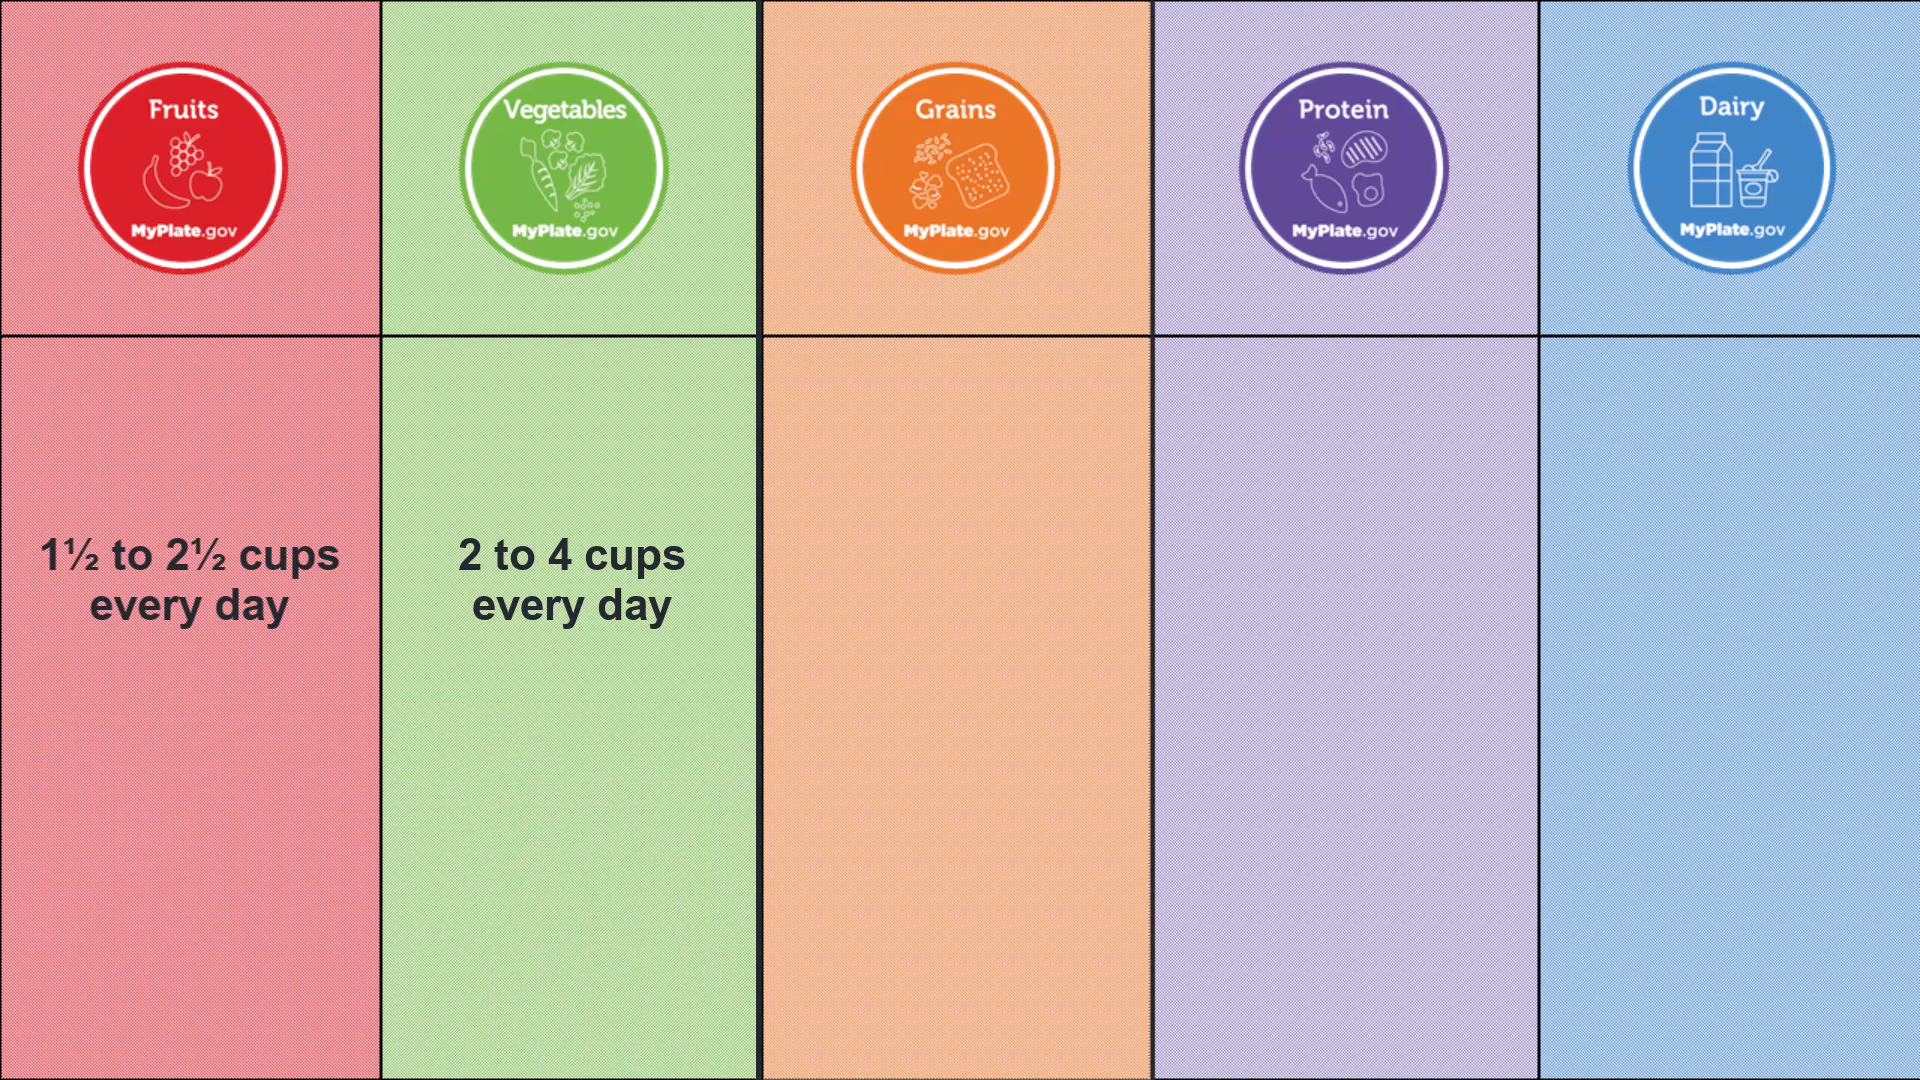 Fruits
MyPlate.gov
Vegetables
MyPlate.gov
Grains
MyPlate.gov
Protein
MyPlate.gov
Dairy
MyPlate.gov
1½ to 2½ cups
every day
2 to 4 cups
every day